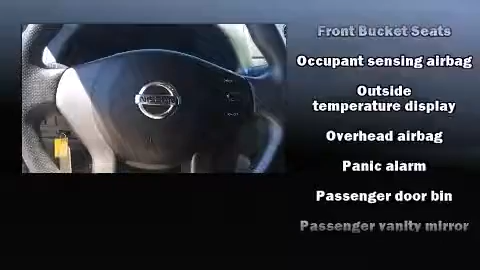 NISSAN
Front Bucket Seats
Occupant sensing airbag
Outside
temperature display
Overhead airbag
Panic alarm
Passenger door bin
Passenger vanity mirror